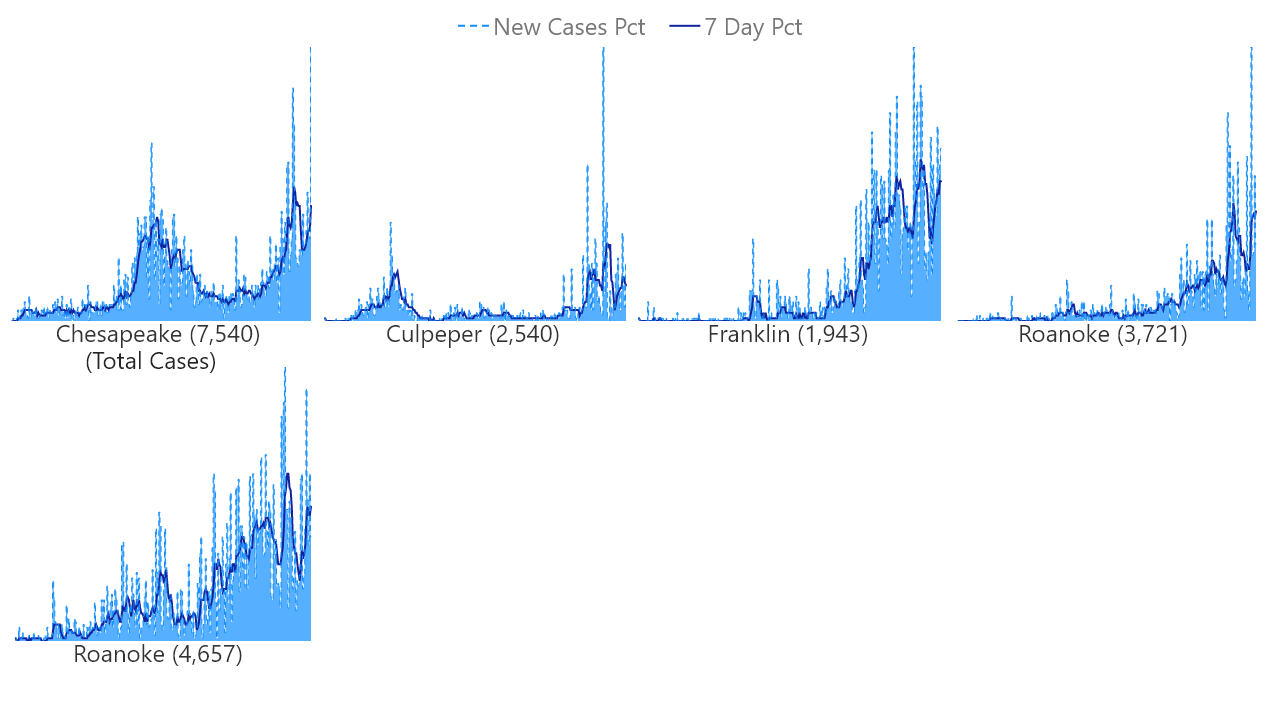 New Cases Pct 7 Day Pct
Chesapeake (7,540)
(Total Cases)
Culpeper (2,540)
Franklin (1,943)
Roanoke (3,721)
Roanoke (4,657)